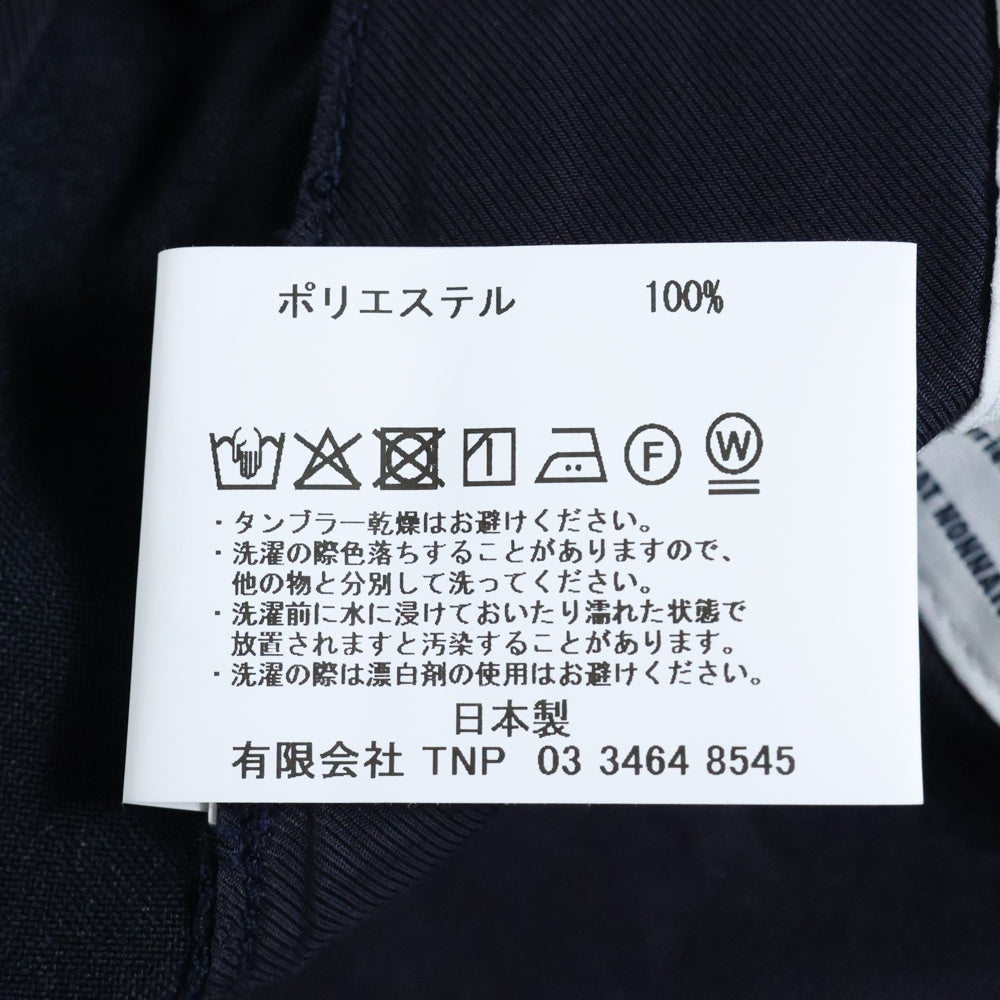 ポリエステル 100%
F W
・タンブラー乾燥はお避けください。
・洗濯の際色落ちすることがありますので、
他の物と分別して洗ってください。
・洗濯前に水に浸けておいたり濡れた状態で
放置されますと汚染することがあります。
・洗濯の際は漂白剤の使用はお避けください。
日本製
有限会社 TNP 03 3464 8545